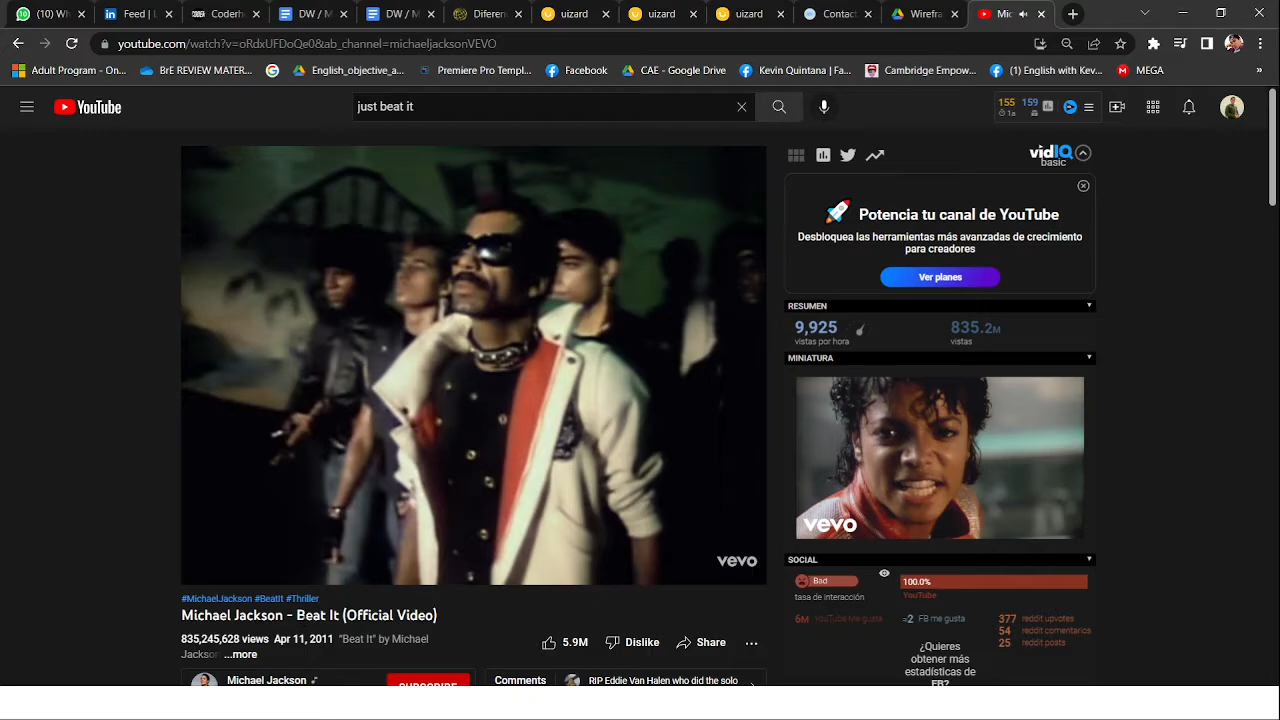 (10) Wh
Feed | L
Coderh
DW / M
DW / M
Diferen
uizard
uizard
uizard
Contact
Wirefra
Mic
youtube.com/watch?v=oRdxUFDoQe0&ab_channel=michaeljacksonVEVO
Adult Program - On...
BrE REVIEW MATER...
English_objective_a...
Premiere Pro Templ...
Facebook
CAE - Google Drive
Kevin Quintana | Fa...
Cambridge Empow...
(1) English with Kev...
MEGA
»
YouTube
just beat it
155
1a
159
vidIQ
basic
Potencia tu canal de YouTube
Desbloquea las herramientas más avanzadas de crecimiento
para creadores
Ver planes
RESUMEN
9,925
vistas por hora
835.2M
vistas
MINIATURA
vevo
vevo
SOCIAL
Bad
tasa de interacción
100.0%
YouTube
6M YouTube Me gusta
=2 FB me gusta
377 reddit upvotes
54 reddit comentarios
25 reddit posts
¿Quieres
obtener más
estadísticas de
FB?
#MichaelJackson #BeatIt #Thriller
Michael Jackson - Beat It (Official Video)
835,245,628 views Apr 11, 2011 "Beat It" by Michael
Jackson ...more
5.9M
Dislike
Share
Michael Jackson
SUBSCRIBE
Comments
RIP Eddie Van Halen who did the solo